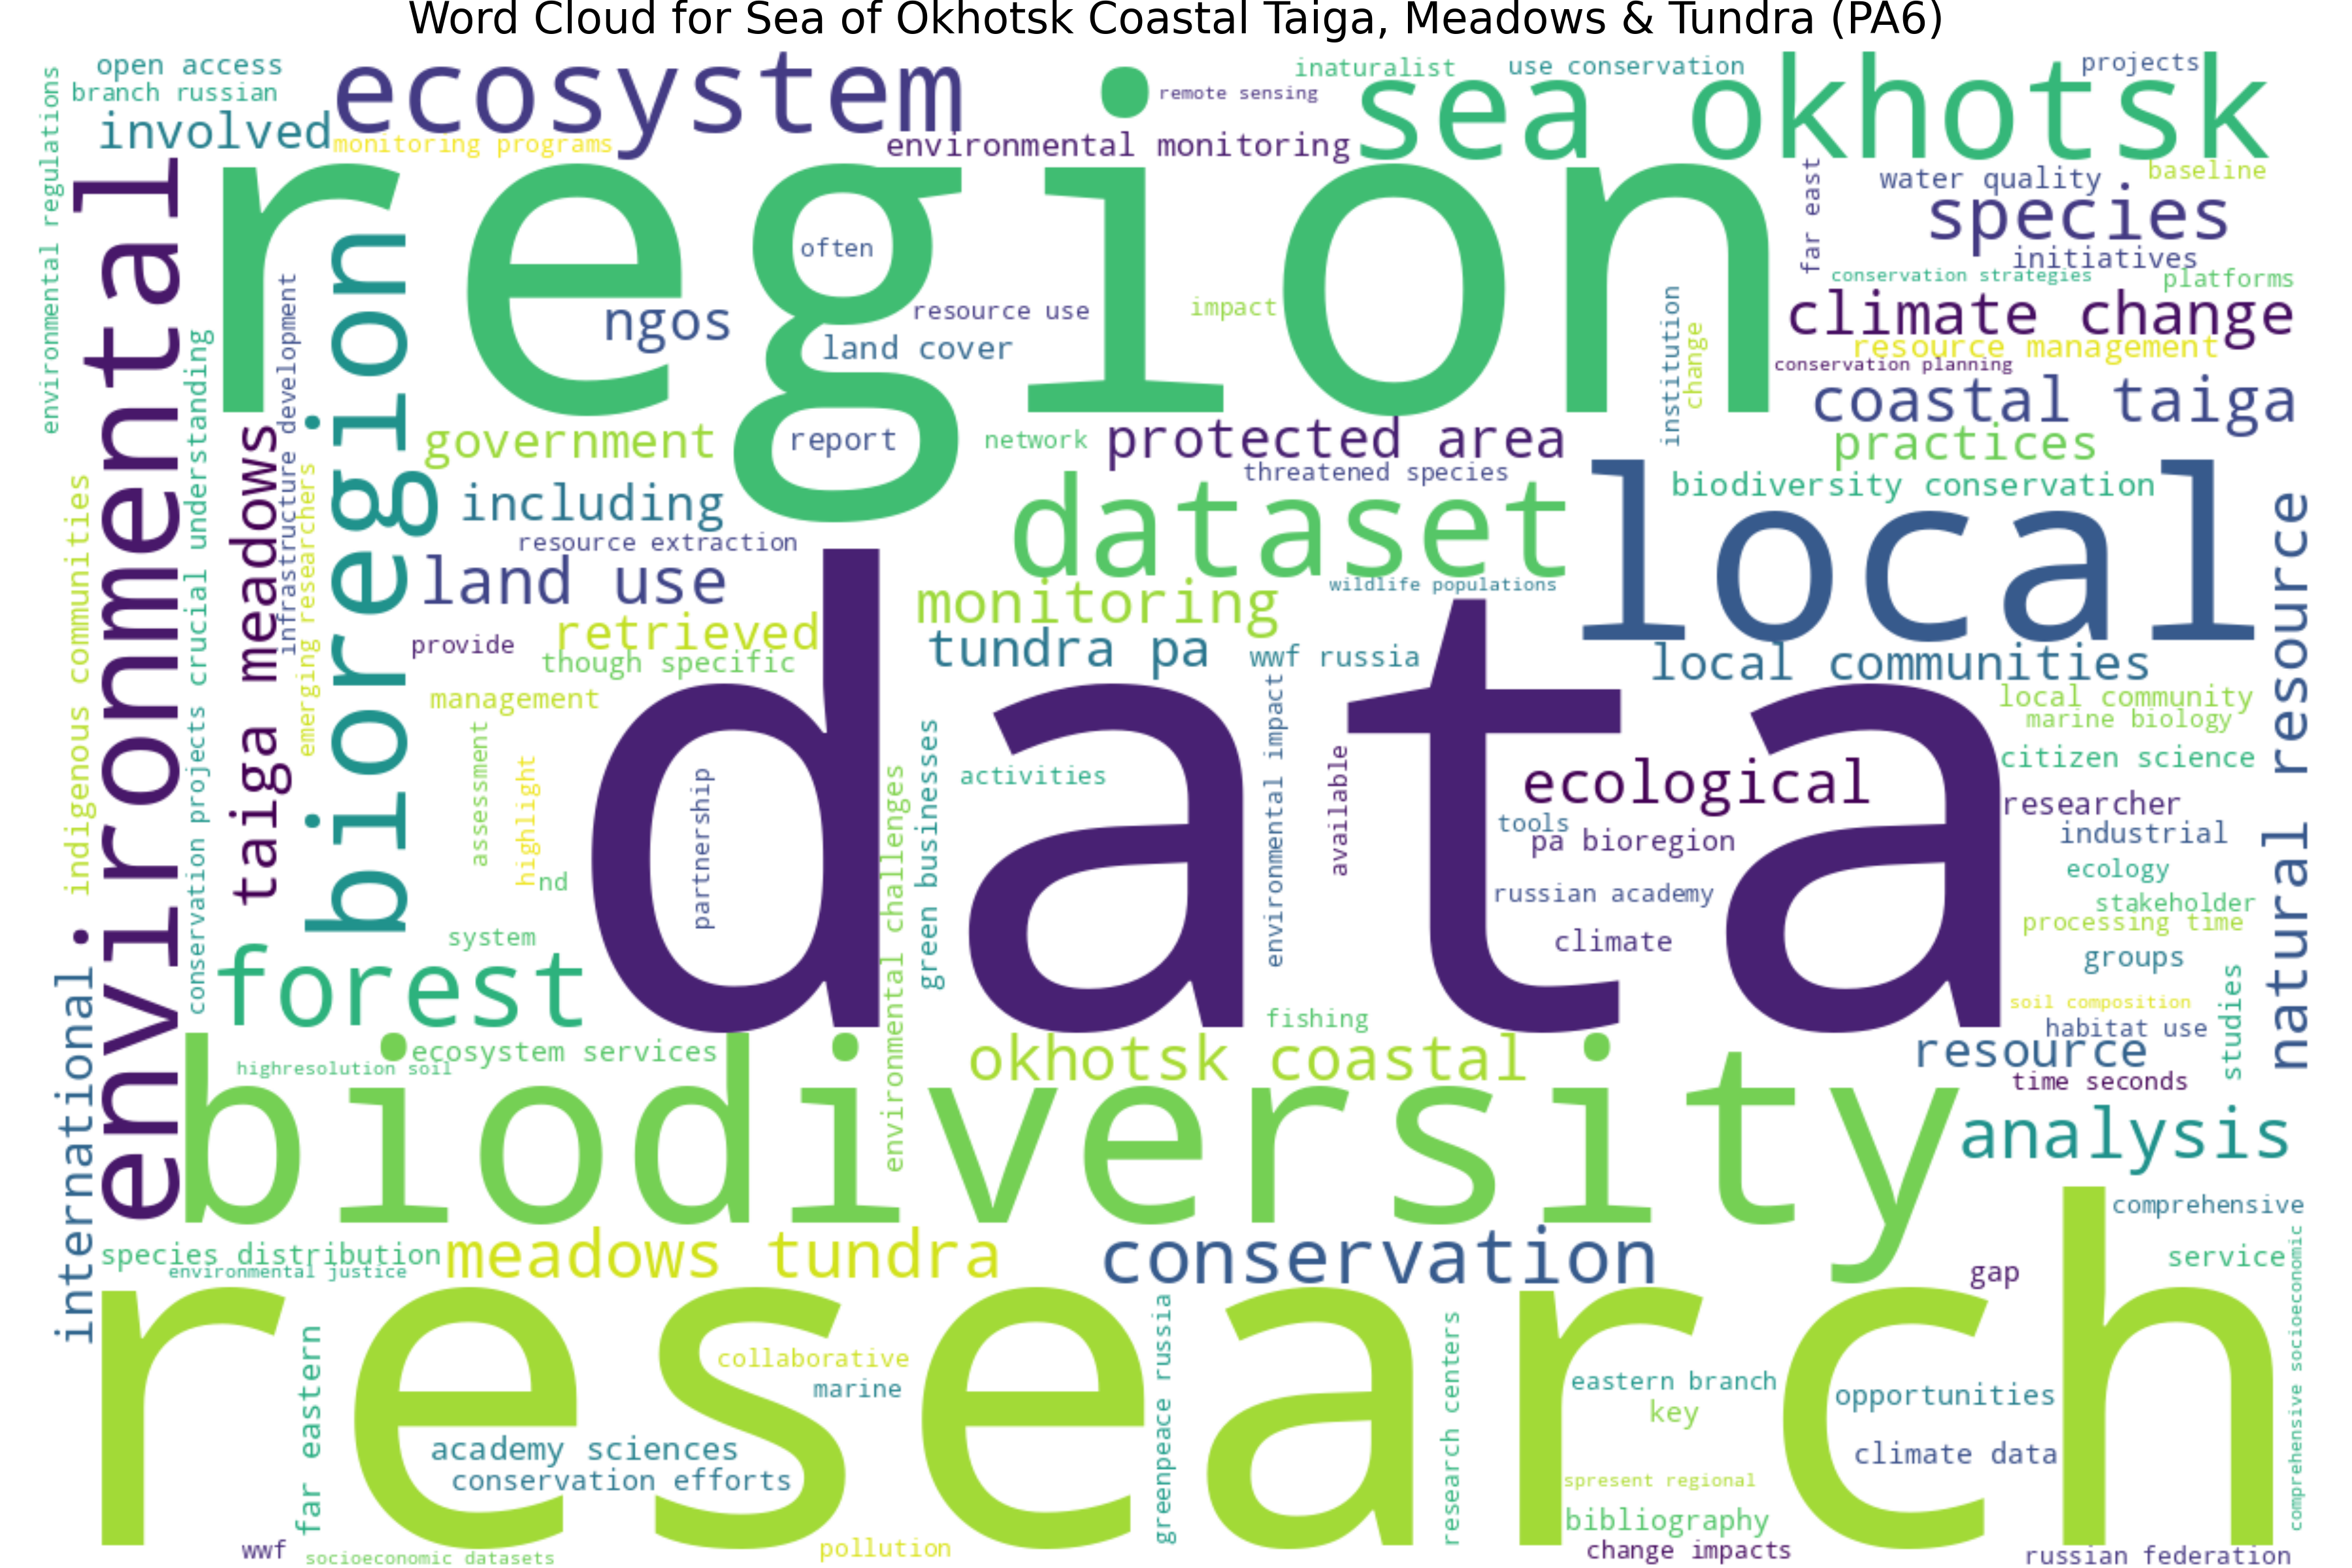 Word Cloud for Sea of Okhotsk Coastal Taiga, Meadows & Tundra (PA6)
open access
branch russian
involved
ecosystem
monitoring programs
remote sensing
environmental monitoring
inaturalist
use conservation
projects
sea okhotsk
environmental regulations
environmental
region
often
ngos
resource use
land cover
impact
report
institution
change
far east
water quality
baseline
species
initiatives
conservation strategies
platforms
climate change
resource management
conservation planning
coastal taiga
practices
biodiversity conservation
local
local communities
natural resource
indigenous communities
conservation projects
crucial understanding
taiga meadows
infrastructure development
emerging researchers
bioregion
government
including
resource extraction
land use
provide
retrieved
though specific
management
assessment
highlight
nd
system
forest
network
protected area
threatened species
dataset
wildlife populations
monitoring
tundra pa
wwf russia
data
partnership
environmental challenges
green businesses
activities
environmental impact
available
fishing
ecological
tools
pa bioregion
russian academy
climate
local community
marine biology
citizen science
researcher
industrial
ecology
stakeholder
processing time
groups
soil composition
habitat use
studies
resource
time seconds
international
biodiversity
ecosystem services
highresolution soil
okhotsk coastal
analysis
species distribution
environmental justice
meadows tundra
conservation
gap
comprehensive
service
comprehensive socioeconomic
research
far eastern
collaborative
marine
academy sciences
conservation efforts
greenpeace russia
research centers
eastern branch
key
opportunities
climate data
spresent regional
bibliography
change impacts
wwf
socioeconomic datasets
pollution
russian federation